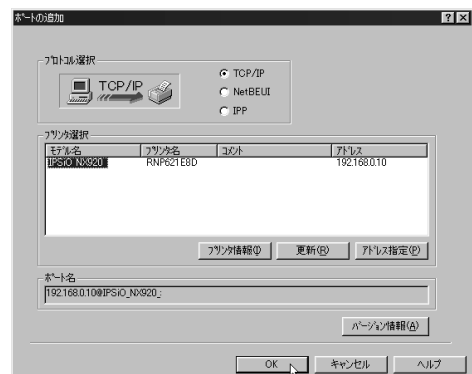 ﾎﾟｰﾄの追加
ﾌﾟﾛﾄｺﾙ選択
TCP/IP
TCP/IP
NetBEUI
IPP
ﾌﾟﾘﾝﾀ選択
ﾓﾃﾞﾙ名 ﾌﾟﾘﾝﾀ名 ｺﾒﾝﾄ ｱﾄﾞﾚｽ
IPSiO NX920 RNP621E8D 192.168.0.10
ﾌﾟﾘﾝﾀ情報(I) 更新(R) ｱﾄﾞﾚｽ指定(P)
ﾎﾟｰﾄ名
192.168.0.10@IPSiO_NX920_:
ﾊﾞｰｼﾞｮﾝ情報(A)
OK ｷｬﾝｾﾙ ﾍﾙﾌﾟ